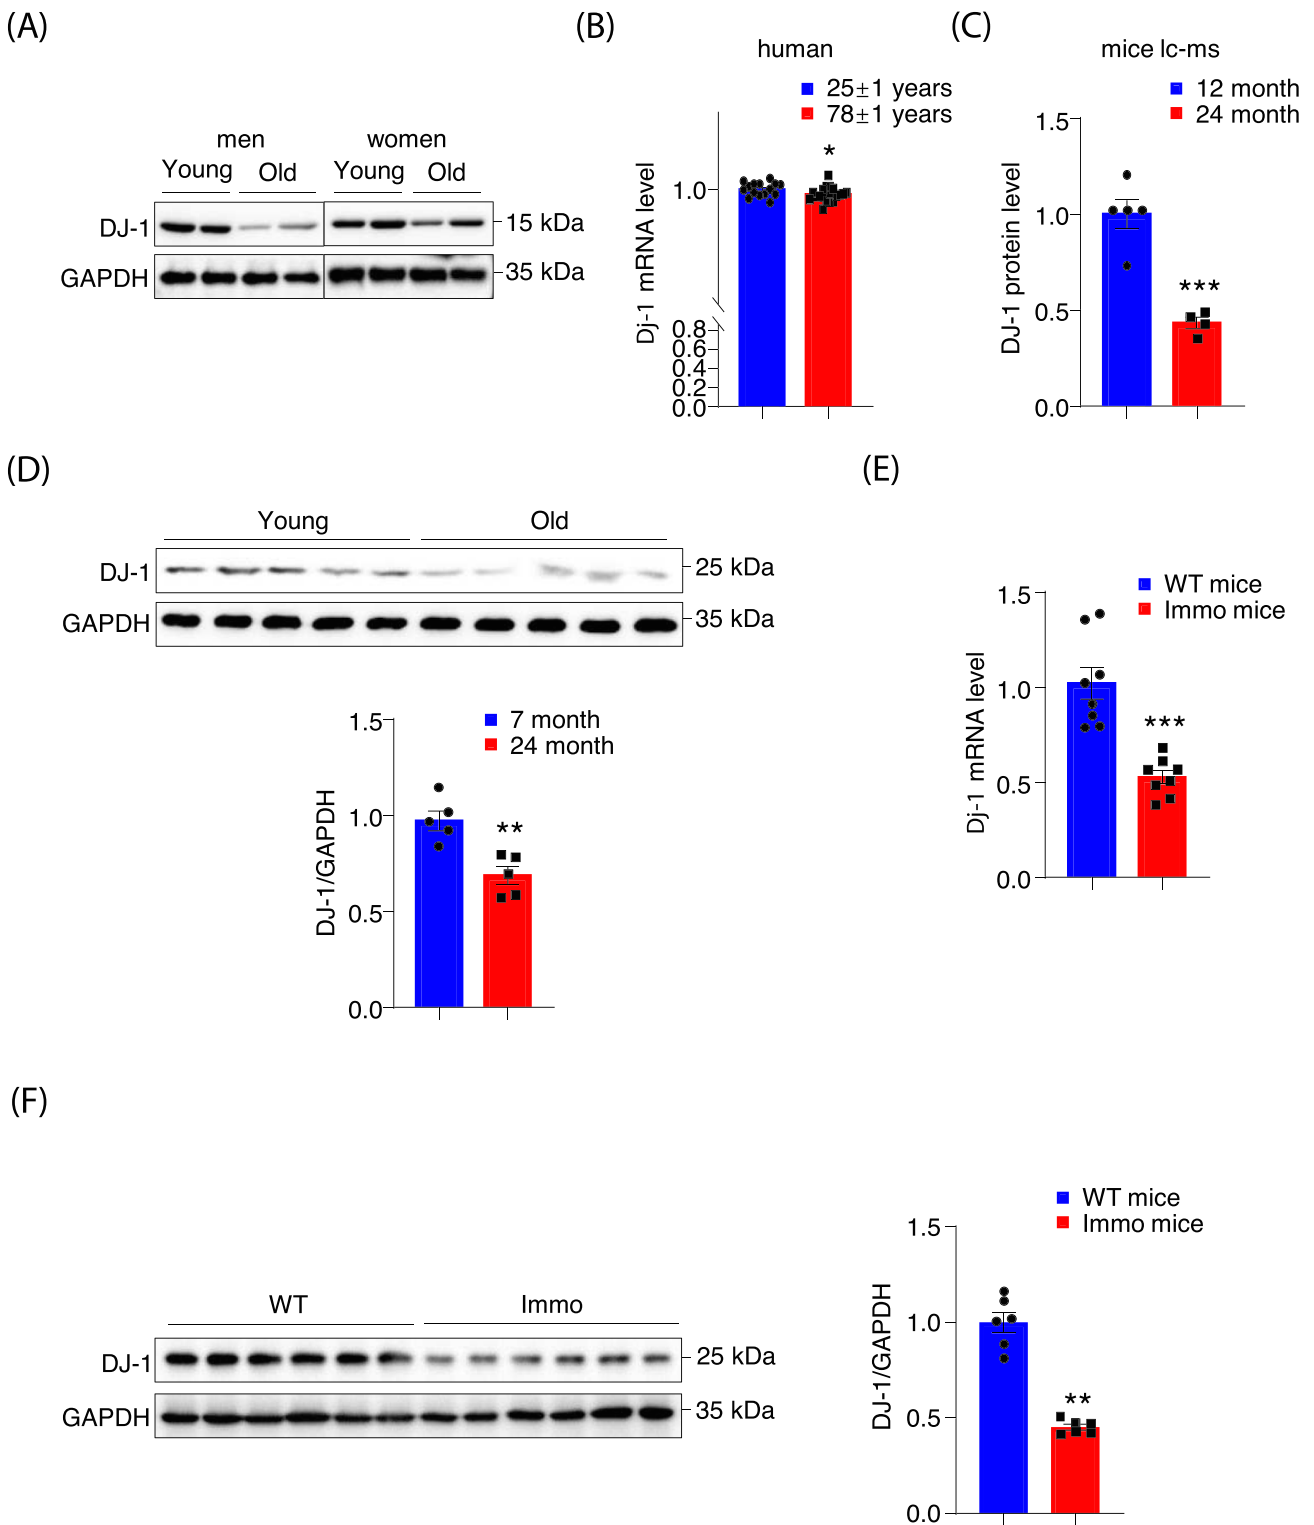 (A)
men women
Young Old Young Old
DJ-1 15 kDa
GAPDH 35 kDa
(B)
human
25±1 years
78±1 years
Dj-1 mRNA level
*
1.0
0.8
0.6
0.4
0.2
0.0
(C)
mice lc-ms
12 month
24 month
DJ-1 protein level
1.5
1.0
0.5
0.0
***
(D)
Young Old
DJ-1 25 kDa
GAPDH 35 kDa
7 month
24 month
DJ-1/GAPDH
1.5
1.0
0.5
0.0
**
(E)
WT mice
Immo mice
Dj-1 mRNA level
1.5
1.0
0.5
0.0
***
(F)
WT Immo
DJ-1 25 kDa
GAPDH 35 kDa
WT mice
Immo mice
DJ-1/GAPDH
1.5
1.0
0.5
0.0
**